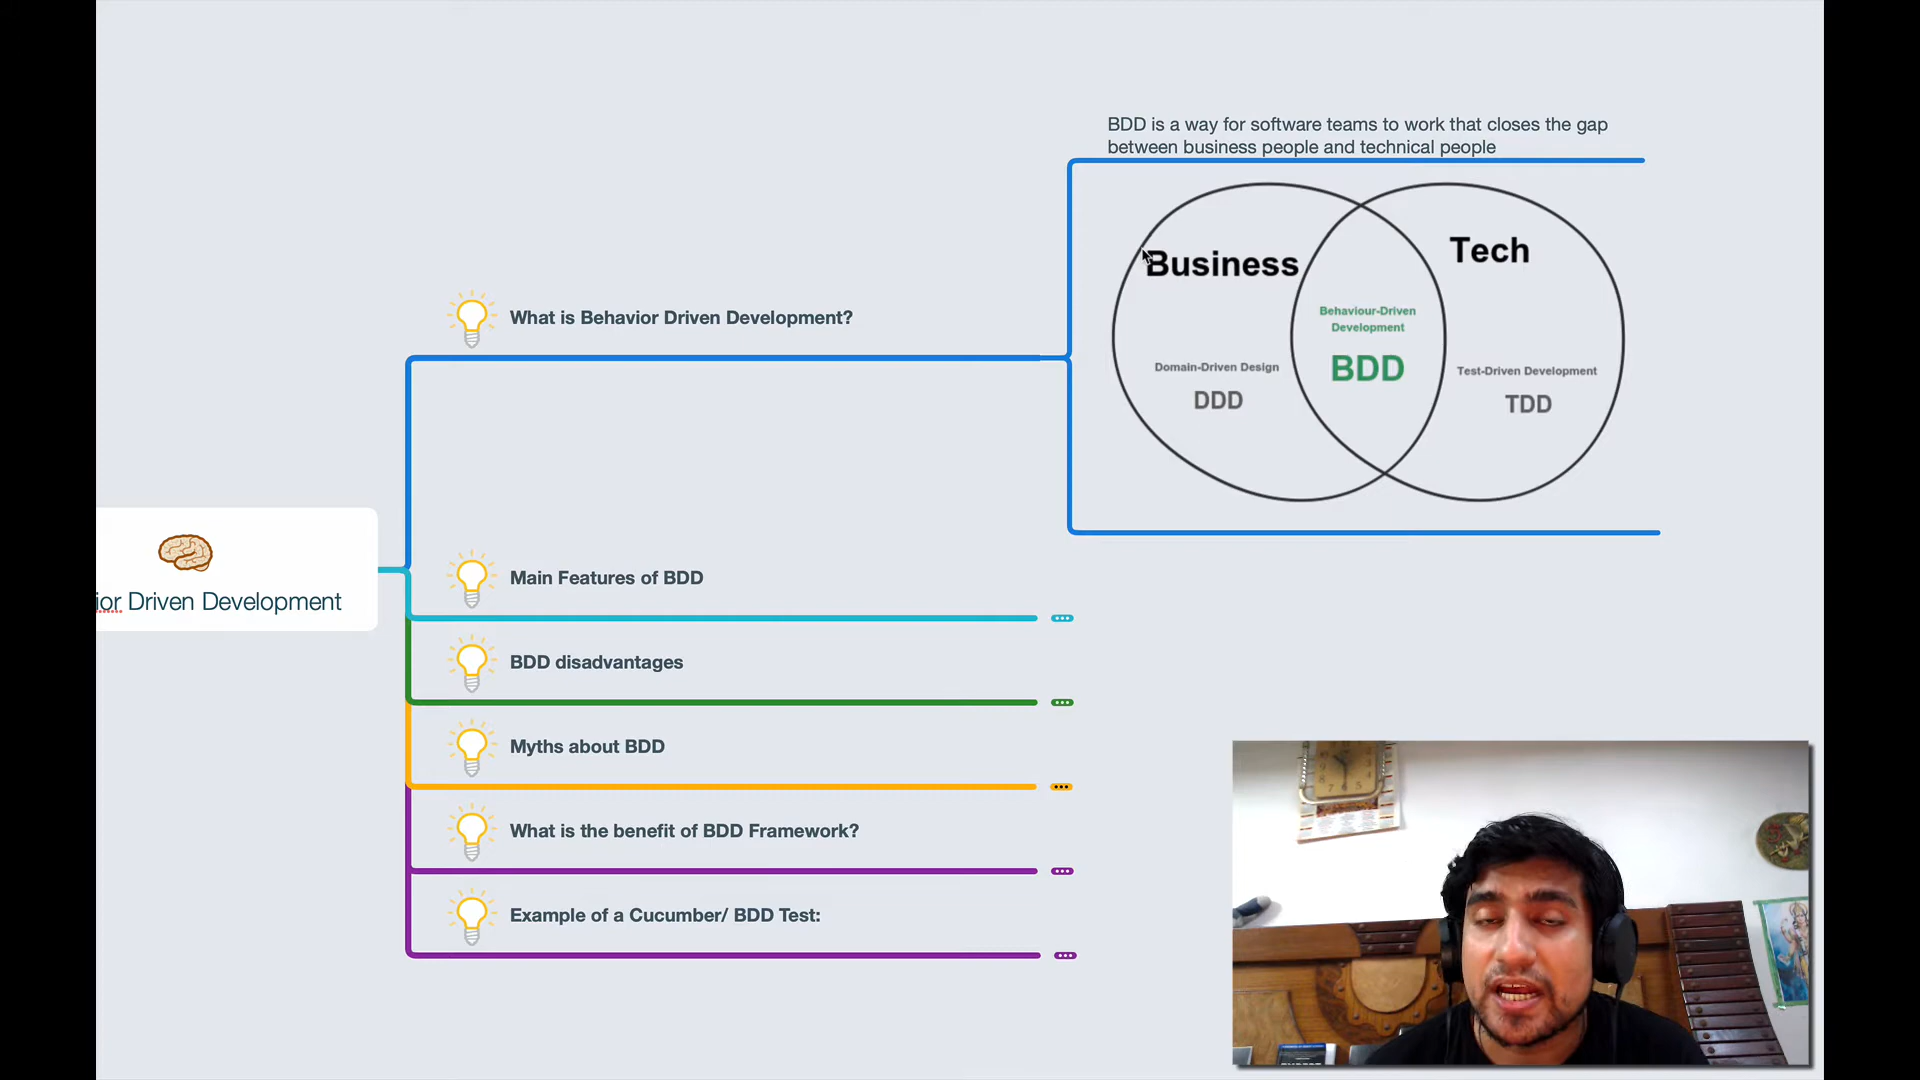 BDD is a way for software teams to work that closes the gap
between business people and technical people
Business
Tech
Behaviour-Driven
Development
BDD
Domain-Driven Design
DDD
Test-Driven Development
TDD
What is Behavior Driven Development?
ior Driven Development
Main Features of BDD
BDD disadvantages
Myths about BDD
What is the benefit of BDD Framework?
Example of a Cucumber/ BDD Test: